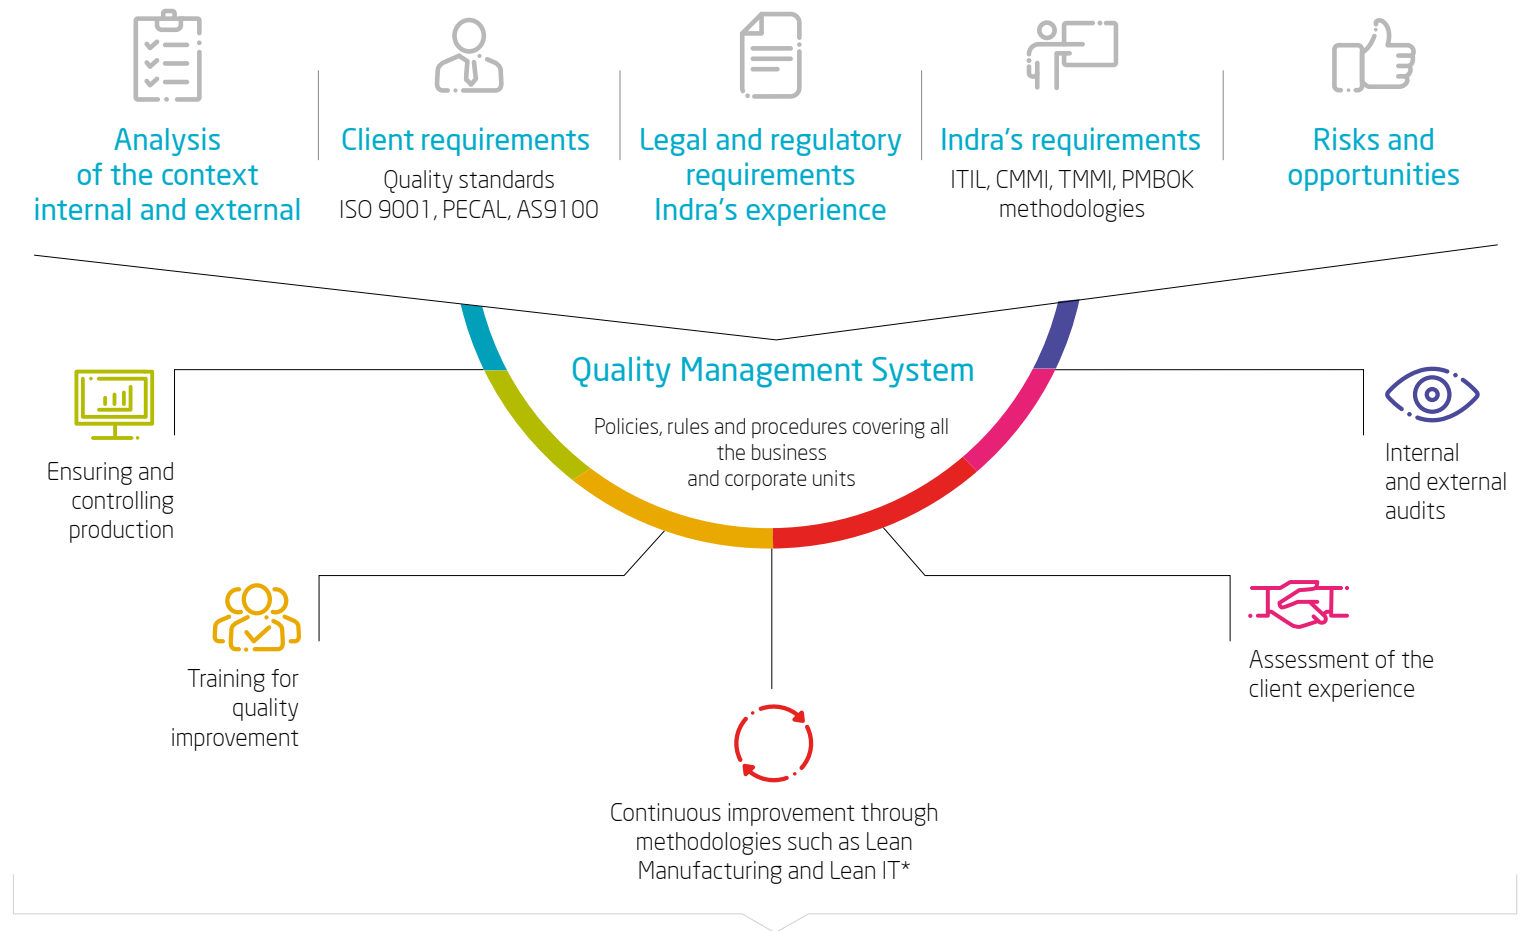 Analysis
of the context
internal and external
Client requirements
Quality standards
ISO 9001, PECAL, AS9100
Legal and regulatory
requirements
Indra's experience
Indra's requirements
ITIL, CMMI, TMMI, PMBOK
methodologies
Risks and
opportunities
Quality Management System
Policies, rules and procedures covering all
the business
and corporate units
Ensuring and
controlling
production
Internal
and external
audits
Training for
quality
improvement
Assessment of the
client experience
Continuous improvement through
methodologies such as Lean
Manufacturing and Lean IT*